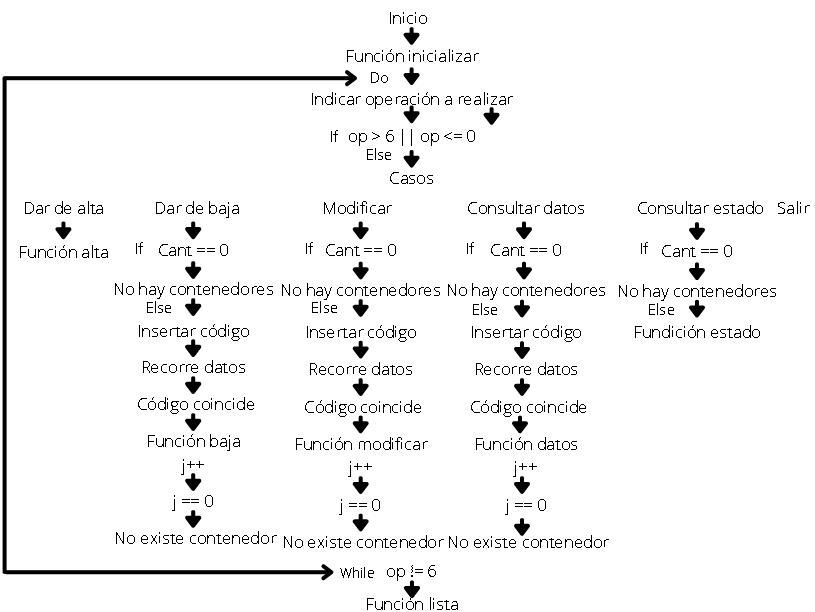 Inicio
Función inicializar
Do
Indicar operación a realizar
If op > 6 || op <= 0
Else
Casos
Dar de alta Dar de baja Modificar Consultar datos Consultar estado Salir
Función alta If Cant == 0 If Cant == 0 If Cant == 0 If Cant == 0
No hay contenedores No hay contenedores No hay contenedores No hay contenedores
Else Else Else Else
Insertar código Insertar código Insertar código Fundición estado
Recorre datos Recorre datos Recorre datos
Código coincide Código coincide Código coincide
Función baja Función modificar Función datos
j++ j++ j++
j == 0 j == 0 j == 0
No existe contenedor No existe contenedor No existe contenedor
While op != 6
Función lista